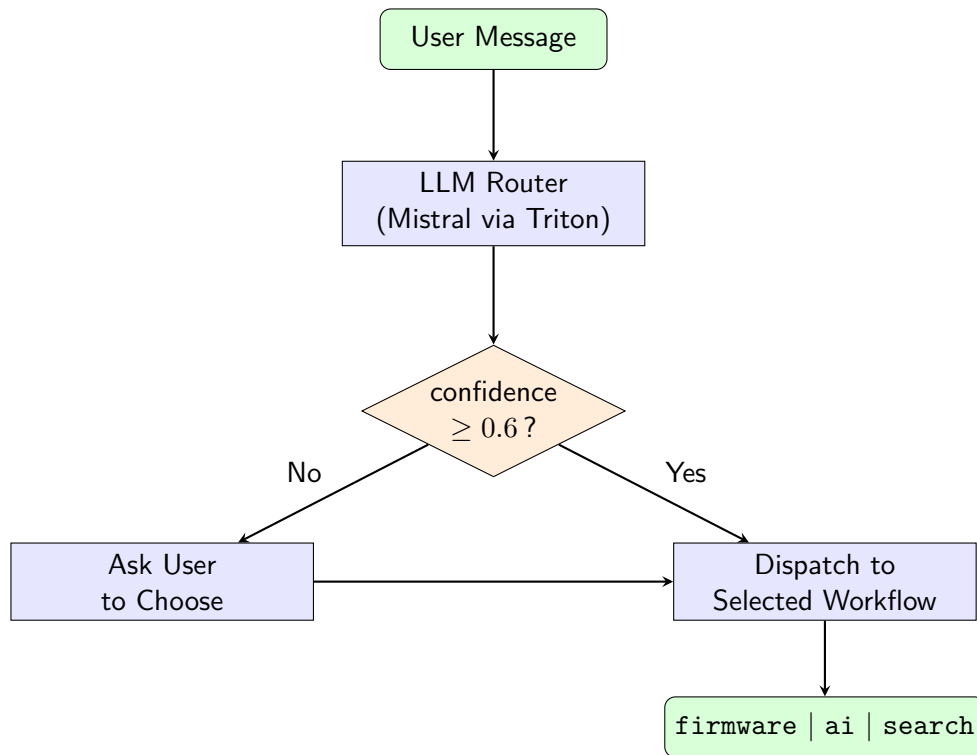 User Message
LLM Router
(Mistral via Triton)
confidence
≥ 0.6 ?
No
Yes
Ask User
to Choose
Dispatch to
Selected Workflow
firmware | ai | search